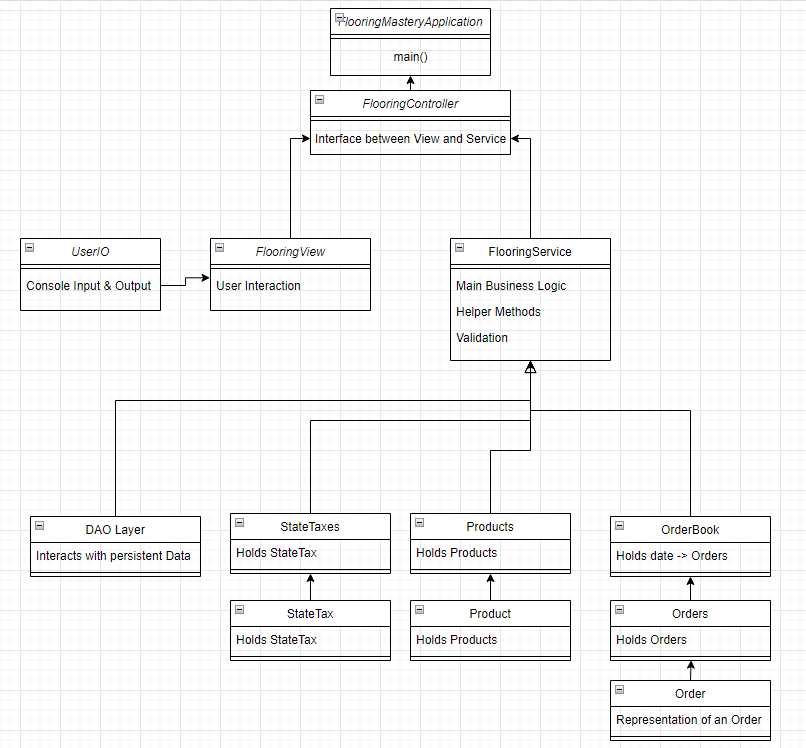 FlooringMasteryApplication
main()
FlooringController
Interface between View and Service
UserIO
Console Input & Output
FlooringView
User Interaction
FlooringService
Main Business Logic
Helper Methods
Validation
DAO Layer
Interacts with persistent Data
StateTaxes
Holds StateTax
Products
Holds Products
OrderBook
Holds date -> Orders
StateTax
Holds StateTax
Product
Holds Products
Orders
Holds Orders
Order
Representation of an Order